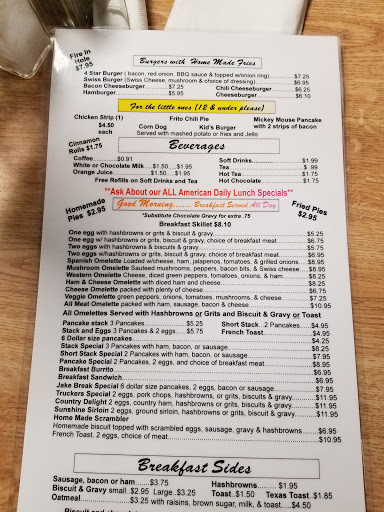 Fire In
Hole
$7.95
Burgers with Home Made Fries
4 Star Burger ( bacon, red onion, BBQ sauce & topped w/onion ring)...$7.25
Swiss Burger (Swiss Cheese, mushroom & choice of dressing)...$6.95
Bacon Cheeseburger...$7.25 Chili Cheeseburger...$6.25
Hamburger...$5.95 Cheeseburger...$6.10
For the little ones (12 & under please)
Chicken Strip (1) Frito Chili Pie Mickey Mouse Pancake
$4.50 Corn Dog Kid's Burger with 2 strips of bacon
each Served with mashed potato or fries and Jello
Cinnamon
Rolls $1.75
Beverages
Coffee...$0.91 Soft Drinks...$1.99
White or Chocolate Milk...$1.50...$1.95 Tea...$ .99
Orange Juice...$1.50...$1.95 Hot Tea...$1.75
Free Refills on Soft Drinks and Tea Hot Chocolate...$1.75
**Ask About our ALL American Daily Lunch Specials**
Homemade
Pies $2.95
Good Morning........ Breakfast Served All Day
Fried Pies
$2.95
*Substitute Chocolate Gravy for extra .75
Breakfast Skillet $8.10
One egg with hashbrowns or grits & biscuit & gravy...$5.25
One egg w/ hashbrowns or grits & biscuit & gravy, choice of breakfast meat...$6.75
Two eggs with hashbrowns & biscuits & gravy...$5.75
Two eggs w/hashbrowns or grits, biscuit & gravy, choice of breakfast meat...$8.95
Spanish Omelette Loaded w/cheese, ham, jalapenos, tomatoes, & grilled onions...$8.95
Mushroom Omelette Sauteed mushrooms, peppers, bacon bits, & Swiss cheese...$8.95
Western Omelette Cheese, diced green peppers, tomatoes, onions, & ham...$8.25
Ham & Cheese Omelette with diced ham and cheese...$8.25
Cheese Omelette packed with plenty of cheese...$6.75
Veggie Omelette green peppers, onions, tomatoes, mushrooms, & cheese...$7.25
All Meat Omelette packed with ham, sausage, bacon & cheese...$10.95
All Omelettes Served with Hashbrowns or Grits and Biscuit & Gravy or Toast
Pancake stack 3 Pancakes...$5.25 Short Stack...2 Pancakes...$4.95
Stack and Eggs 3 Pancakes & 2 eggs...$5.75 French Toast...$4.95
6 Dollar size pancakes...$4.25
Stack Special 3 Pancakes with ham, bacon, or sausage...$8.25
Short Stack Special 2 Pancakes with ham, bacon, or sausage...$7.95
Pancake Special 2 Pancakes, 2 eggs, and choice of breakfast meat...$8.95
Breakfast Burrito...$6.95
Breakfast Sandwich...$6.95
Jake Break Special 6 dollar size pancakes, 2 eggs, bacon or sausage...$7.95
Truckers Special 2 eggs, pork chops, hashbrowns, or grits, biscuits & gravy...$11.95
Country Delight 2 eggs, country ham, hashbrowns or grits, biscuits & gravy...$11.95
Sunshine Sirloin 2 eggs, ground sirloin, hashbrowns or grits, biscuit & gravy...$11.95
Home Made Scrambler
Homemade biscuit topped with scrambled eggs, sausage, gravy & hashbrowns...$6.95
French Toast, 2 eggs, choice of meat...$10.95
Breakfast Sides
Sausage, bacon or ham...$3.75 Hashbrowns...$1.95
Biscuit & Gravy small..$2.95 Large..$3.25 Toast..$1.50 Texas Toast..$1.85
Oatmeal...$3.25 with raisins, brown sugar, milk, & toast...$4.50